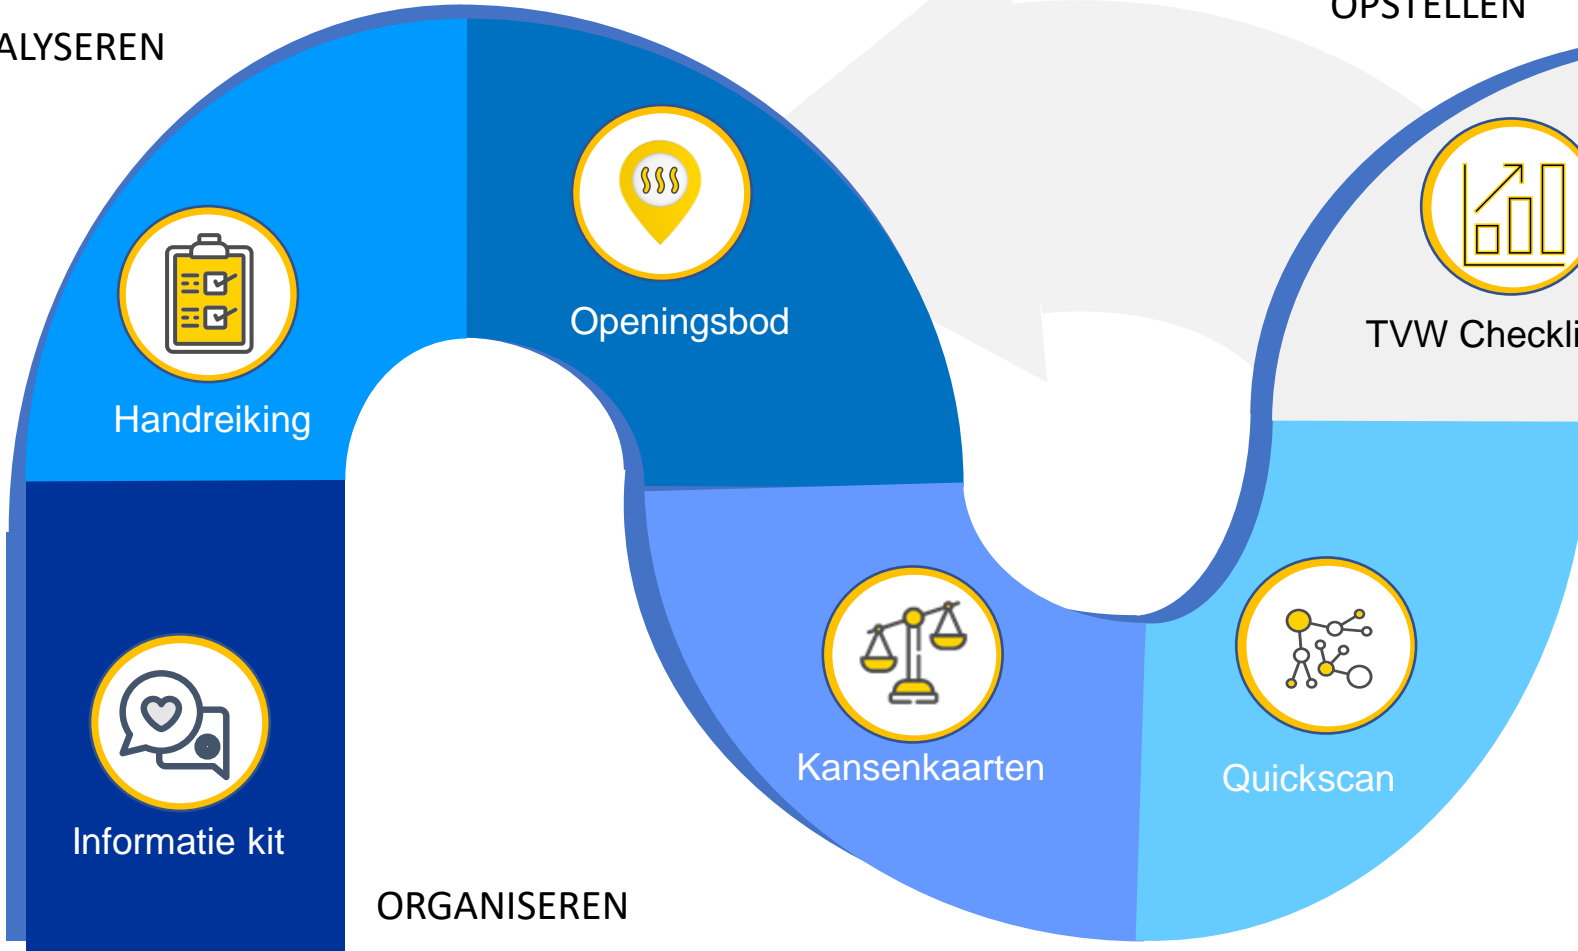 OPSTELLEN
ALYSEREN
Openingsbod
TVW Checkli
Handreiking
Kansenkaarten
Quickscan
Informatie kit
ORGANISEREN